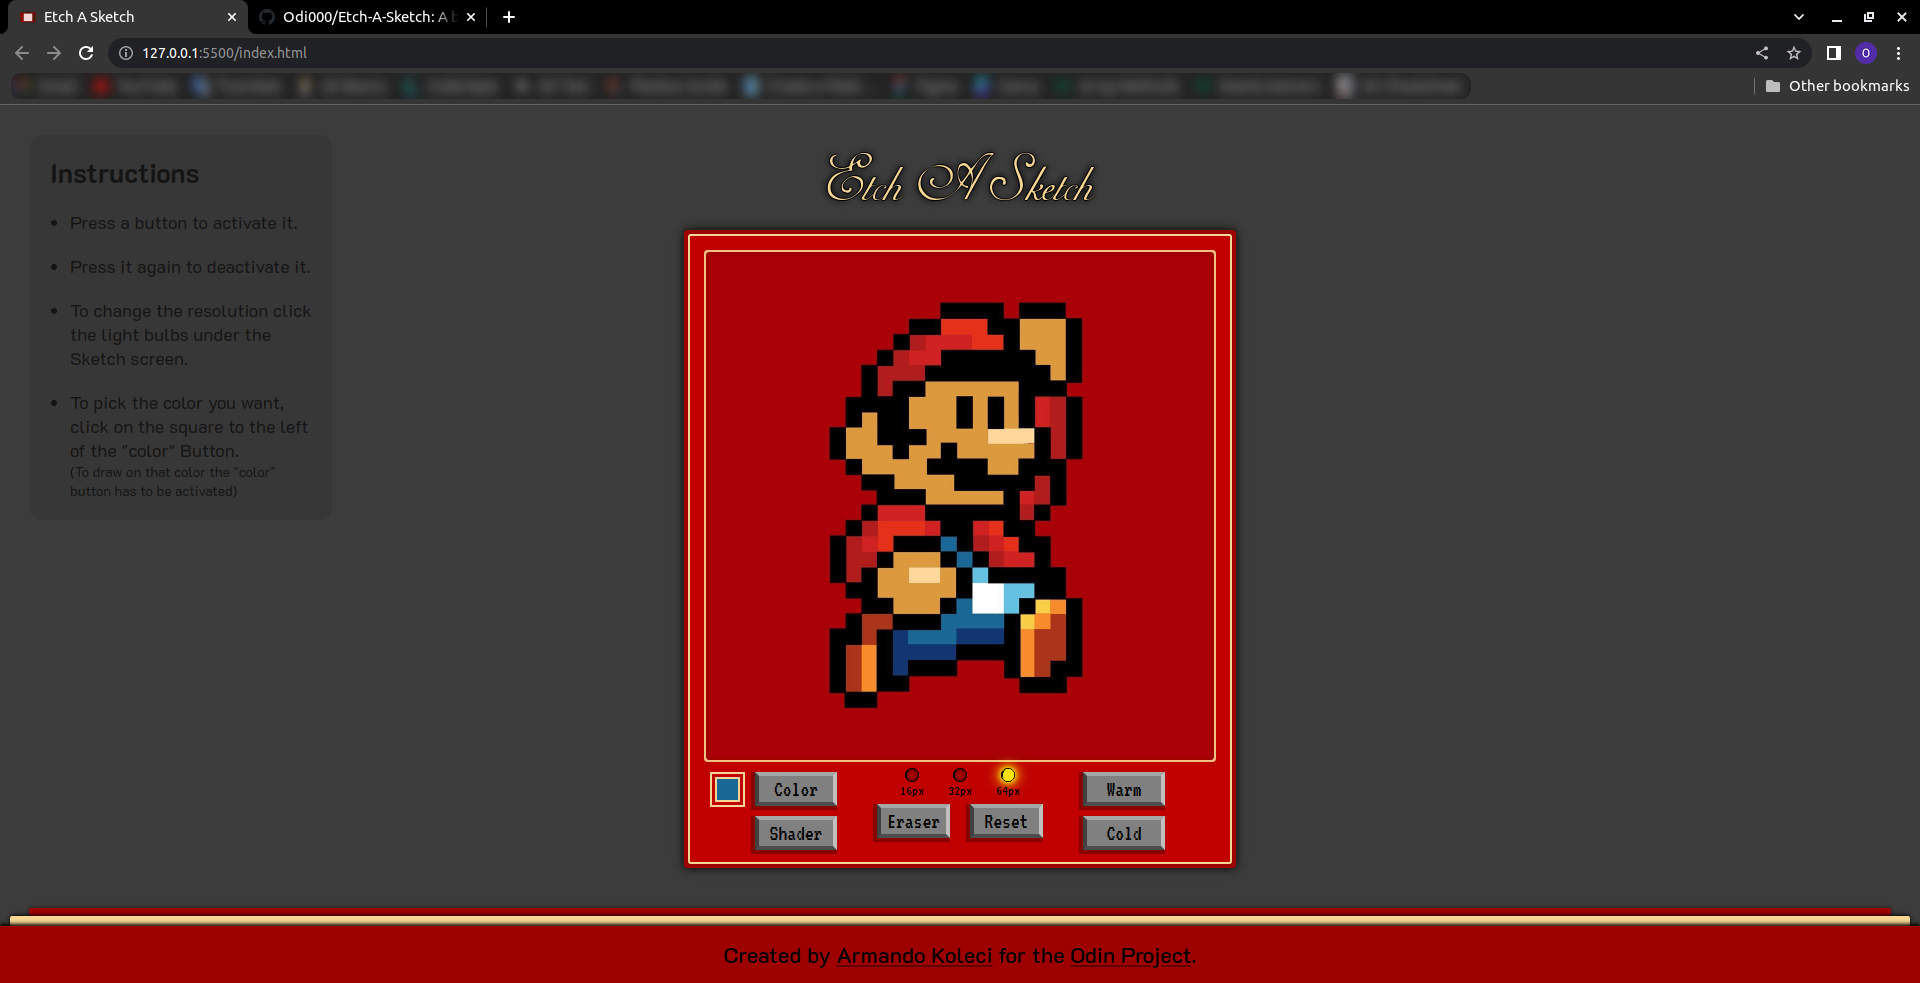 Etch A Sketch
Odi000/Etch-A-Sketch: A b
127.0.0.1:5500/index.html
O
Other bookmarks
Instructions
• Press a button to activate it.
• Press it again to deactivate it.
• To change the resolution click
the light bulbs under the
Sketch screen.
• To pick the color you want,
click on the square to the left
of the "color" Button.
(To draw on that color the "color"
button has to be activated)
Etch A Sketch
16px 32px 64px
Color
Shader
Eraser
Reset
Warm
Cold
Created by Armando Koleci for the Odin Project.